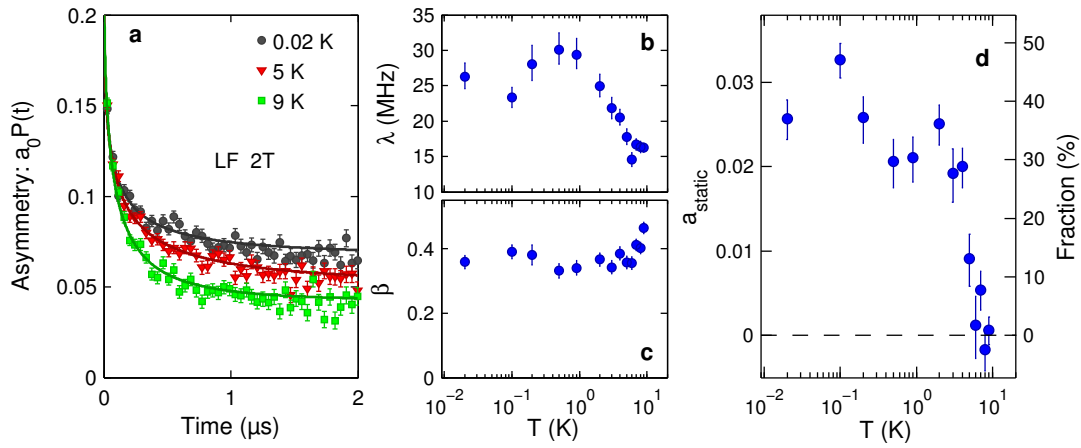 a
0.02 K
5 K
9 K
LF 2T
Asymmetry: a₀P(t)
0.2
0.15
0.1
0.05
0
0
1
2
Time (µs)
b
λ (MHz)
35
30
25
20
15
10
c
β
0.4
0.2
0
10⁻²
10⁻¹
10⁰
10¹
T (K)
d
a_static
0.03
0.02
0.01
0
Fraction (%)
50
40
30
20
10
0
10⁻²
10⁻¹
10⁰
10¹
T (K)